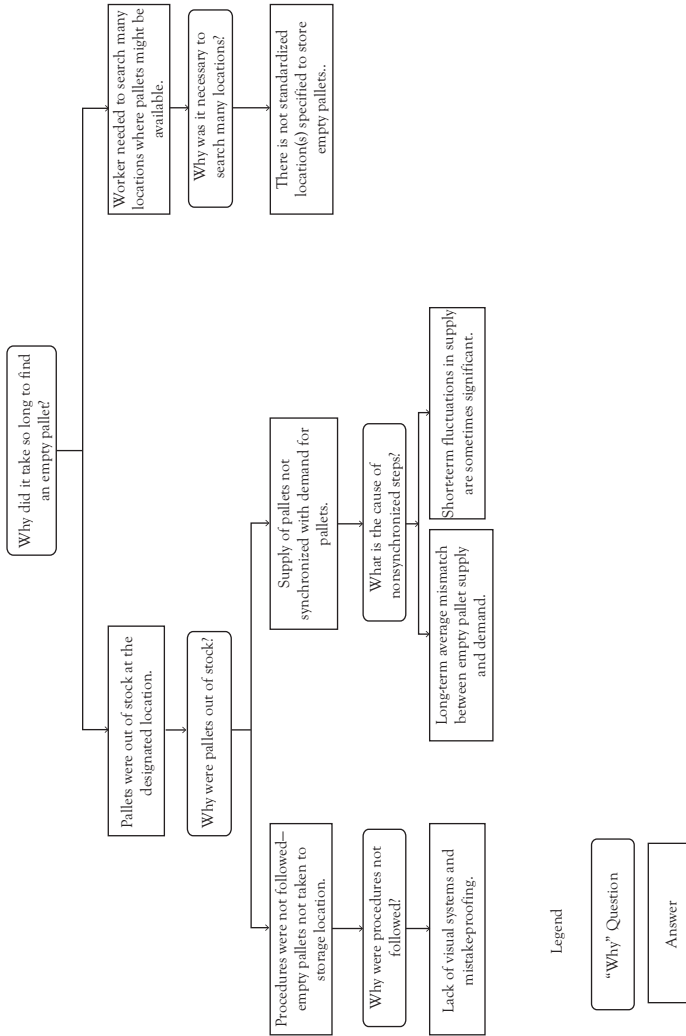 Why did it take so long to find
an empty pallet?
Pallets were out of stock at the
designated location.
Worker needed to search many
locations where pallets might be
available.
Why were pallets out of stock?
Why was it necessary to
search many locations?
Procedures were not followed—
empty pallets not taken to
storage location.
Supply of pallets not
synchronized with demand for
pallets.
There is not standardized
location(s) specified to store
empty pallets..
Why were procedures not
followed?
What is the cause of
nonsynchronized steps?
Lack of visual systems and
mistake-proofing.
Long-term average mismatch
between empty pallet supply
and demand.
Short-term fluctuations in supply
are sometimes significant.
Legend
“Why” Question
Answer